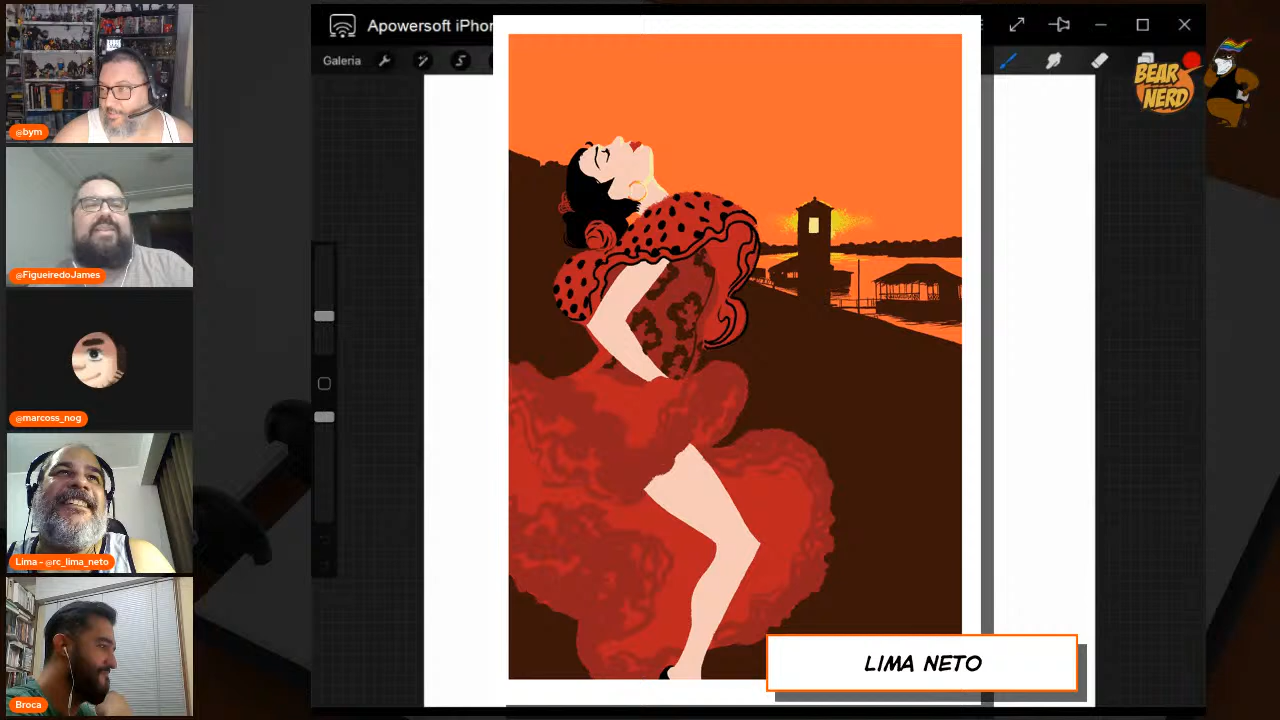 @bym
@FigueiredoJames
@marcoss_nog
Lima - @rc_lima_neto
Broca
Apowersoft iPhon
Galeria
BEAR
NERD
LIMA NETO